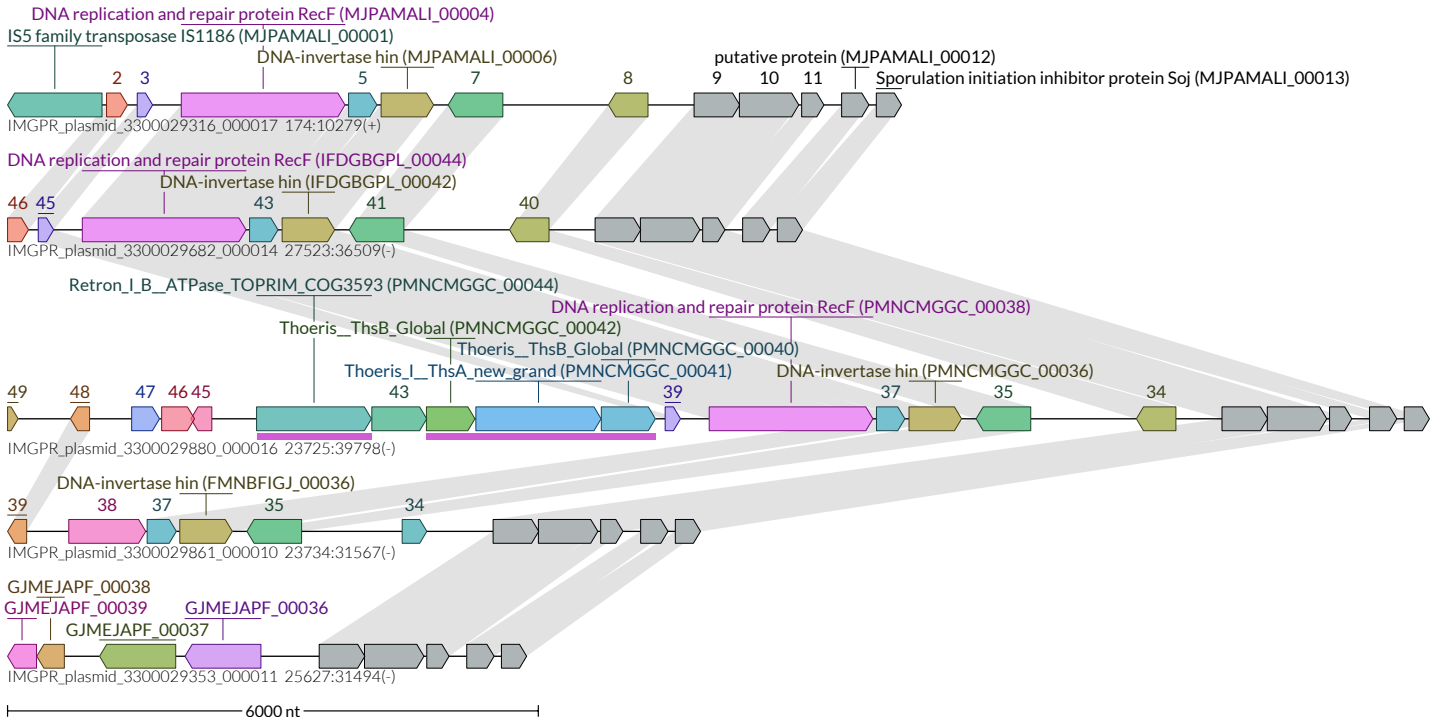 DNA replication and repair protein RecF (MJPAMALI_00004)
IS5 family transposase IS1186 (MJPAMALI_00001)
DNA-invertase hin (MJPAMALI_00006)
putative protein (MJPAMALI_00012)
2 3 5 7 8 9 10 11 Sporulation initiation inhibitor protein Soj (MJPAMALI_00013)
IMGPR_plasmid_3300029316_000017 174:10279(+)
DNA replication and repair protein RecF (IFDGBGPL_00044)
DNA-invertase hin (IFDGBGPL_00042)
46 45 43 41 40
IMGPR_plasmid_3300029682_000014 27523:36509(-)
Retron_I_B__ATPase_TOPRIM_COG3593 (PMNCMGGC_00044)
DNA replication and repair protein RecF (PMNCMGGC_00038)
Thoeris__ThsB_Global (PMNCMGGC_00042)
Thoeris__ThsB_Global (PMNCMGGC_00040)
Thoeris_I__ThsA_new_grand (PMNCMGGC_00041)
DNA-invertase hin (PMNCMGGC_00036)
49 48 47 46 45 43 39 37 35 34
IMGPR_plasmid_3300029880_000016 23725:39798(-)
DNA-invertase hin (FMNBFIGJ_00036)
39 38 37 35 34
IMGPR_plasmid_3300029861_000010 23734:31567(-)
GJMEJAPF_00038
GJMEJAPF_00039 GJMEJAPF_00036
GJMEJAPF_00037
IMGPR_plasmid_3300029353_000011 25627:31494(-)
6000 nt